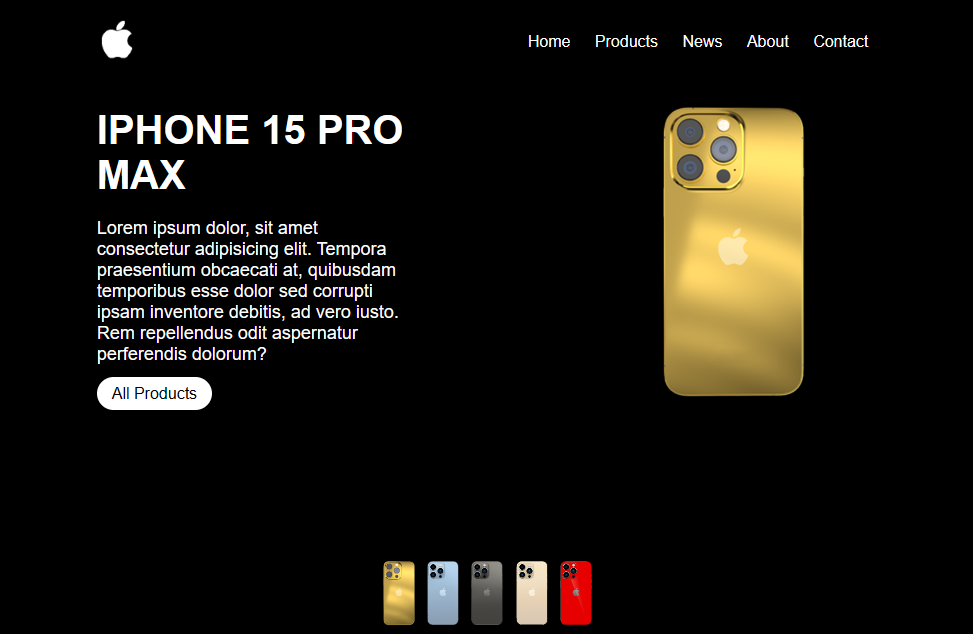 Home Products News About Contact
IPHONE 15 PRO
MAX
Lorem ipsum dolor, sit amet
consectetur adipisicing elit. Tempora
praesentium obcaecati at, quibusdam
temporibus esse dolor sed corrupti
ipsam inventore debitis, ad vero iusto.
Rem repellendus odit aspernatur
perferendis dolorum?
All Products